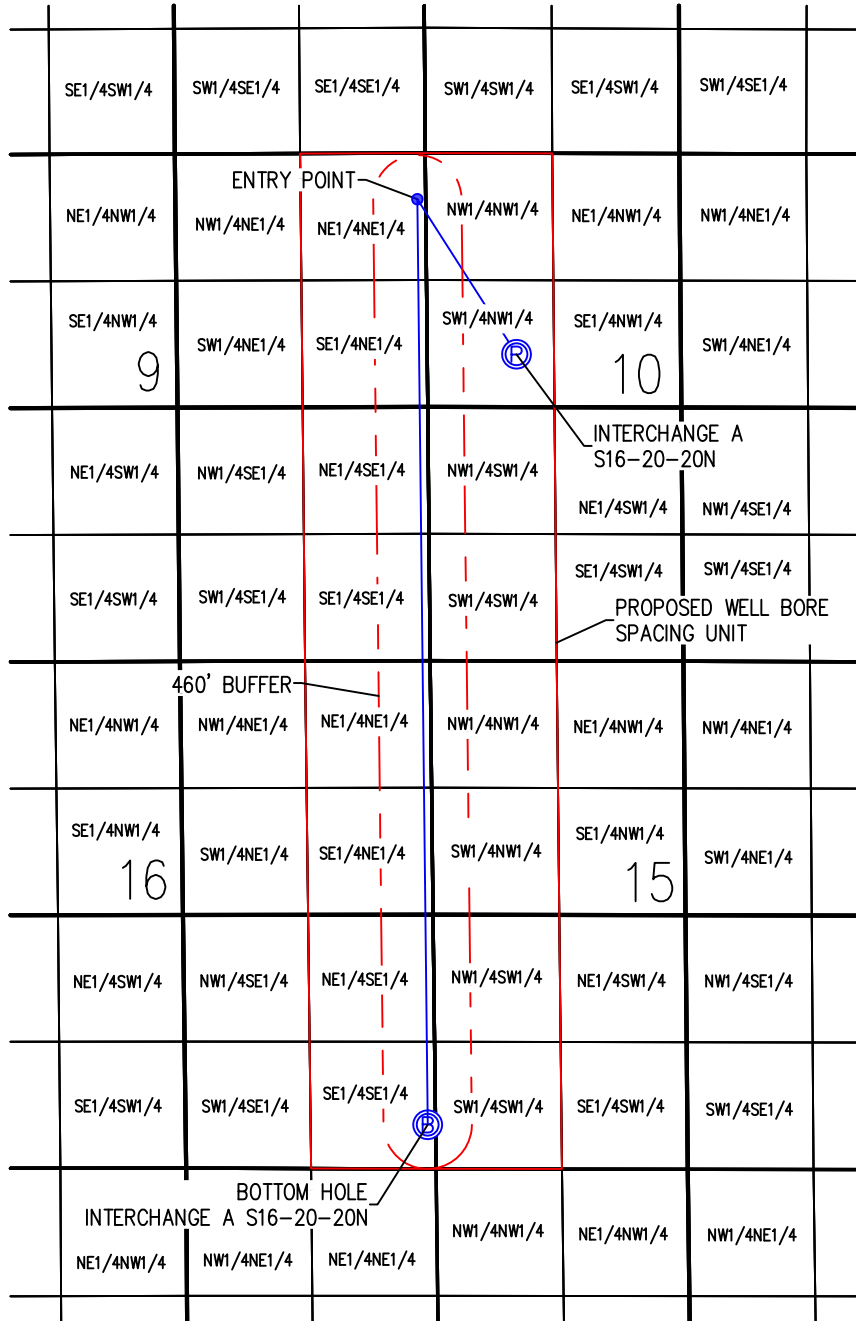 SE1/4SW1/4 SW1/4SE1/4 SE1/4SE1/4 SW1/4SW1/4 SE1/4SW1/4 SW1/4SE1/4
ENTRY POINT
NE1/4NW1/4 NW1/4NE1/4 NE1/4NE1/4 NW1/4NW1/4 NE1/4NW1/4 NW1/4NE1/4
SE1/4NW1/4 SW1/4NE1/4 SE1/4NE1/4 SW1/4NW1/4 SE1/4NW1/4 SW1/4NE1/4
9 R 10
INTERCHANGE A
S16-20-20N
NE1/4SW1/4 NW1/4SE1/4 NE1/4SE1/4 NW1/4SW1/4 NE1/4SW1/4 NW1/4SE1/4
SE1/4SW1/4 SW1/4SE1/4 SE1/4SE1/4 SW1/4SW1/4 SE1/4SW1/4 SW1/4SE1/4
PROPOSED WELL BORE
SPACING UNIT
460' BUFFER
NE1/4NW1/4 NW1/4NE1/4 NE1/4NE1/4 NW1/4NW1/4 NE1/4NW1/4 NW1/4NE1/4
SE1/4NW1/4 SW1/4NE1/4 SE1/4NE1/4 SW1/4NW1/4 SE1/4NW1/4 SW1/4NE1/4
16 15
NE1/4SW1/4 NW1/4SE1/4 NE1/4SE1/4 NW1/4SW1/4 NE1/4SW1/4 NW1/4SE1/4
SE1/4SW1/4 SW1/4SE1/4 SE1/4SE1/4 SW1/4SW1/4 SE1/4SW1/4 SW1/4SE1/4
B
BOTTOM HOLE
INTERCHANGE A S16-20-20N
NE1/4NW1/4 NW1/4NE1/4 NE1/4NE1/4 NW1/4NW1/4 NE1/4NW1/4 NW1/4NE1/4